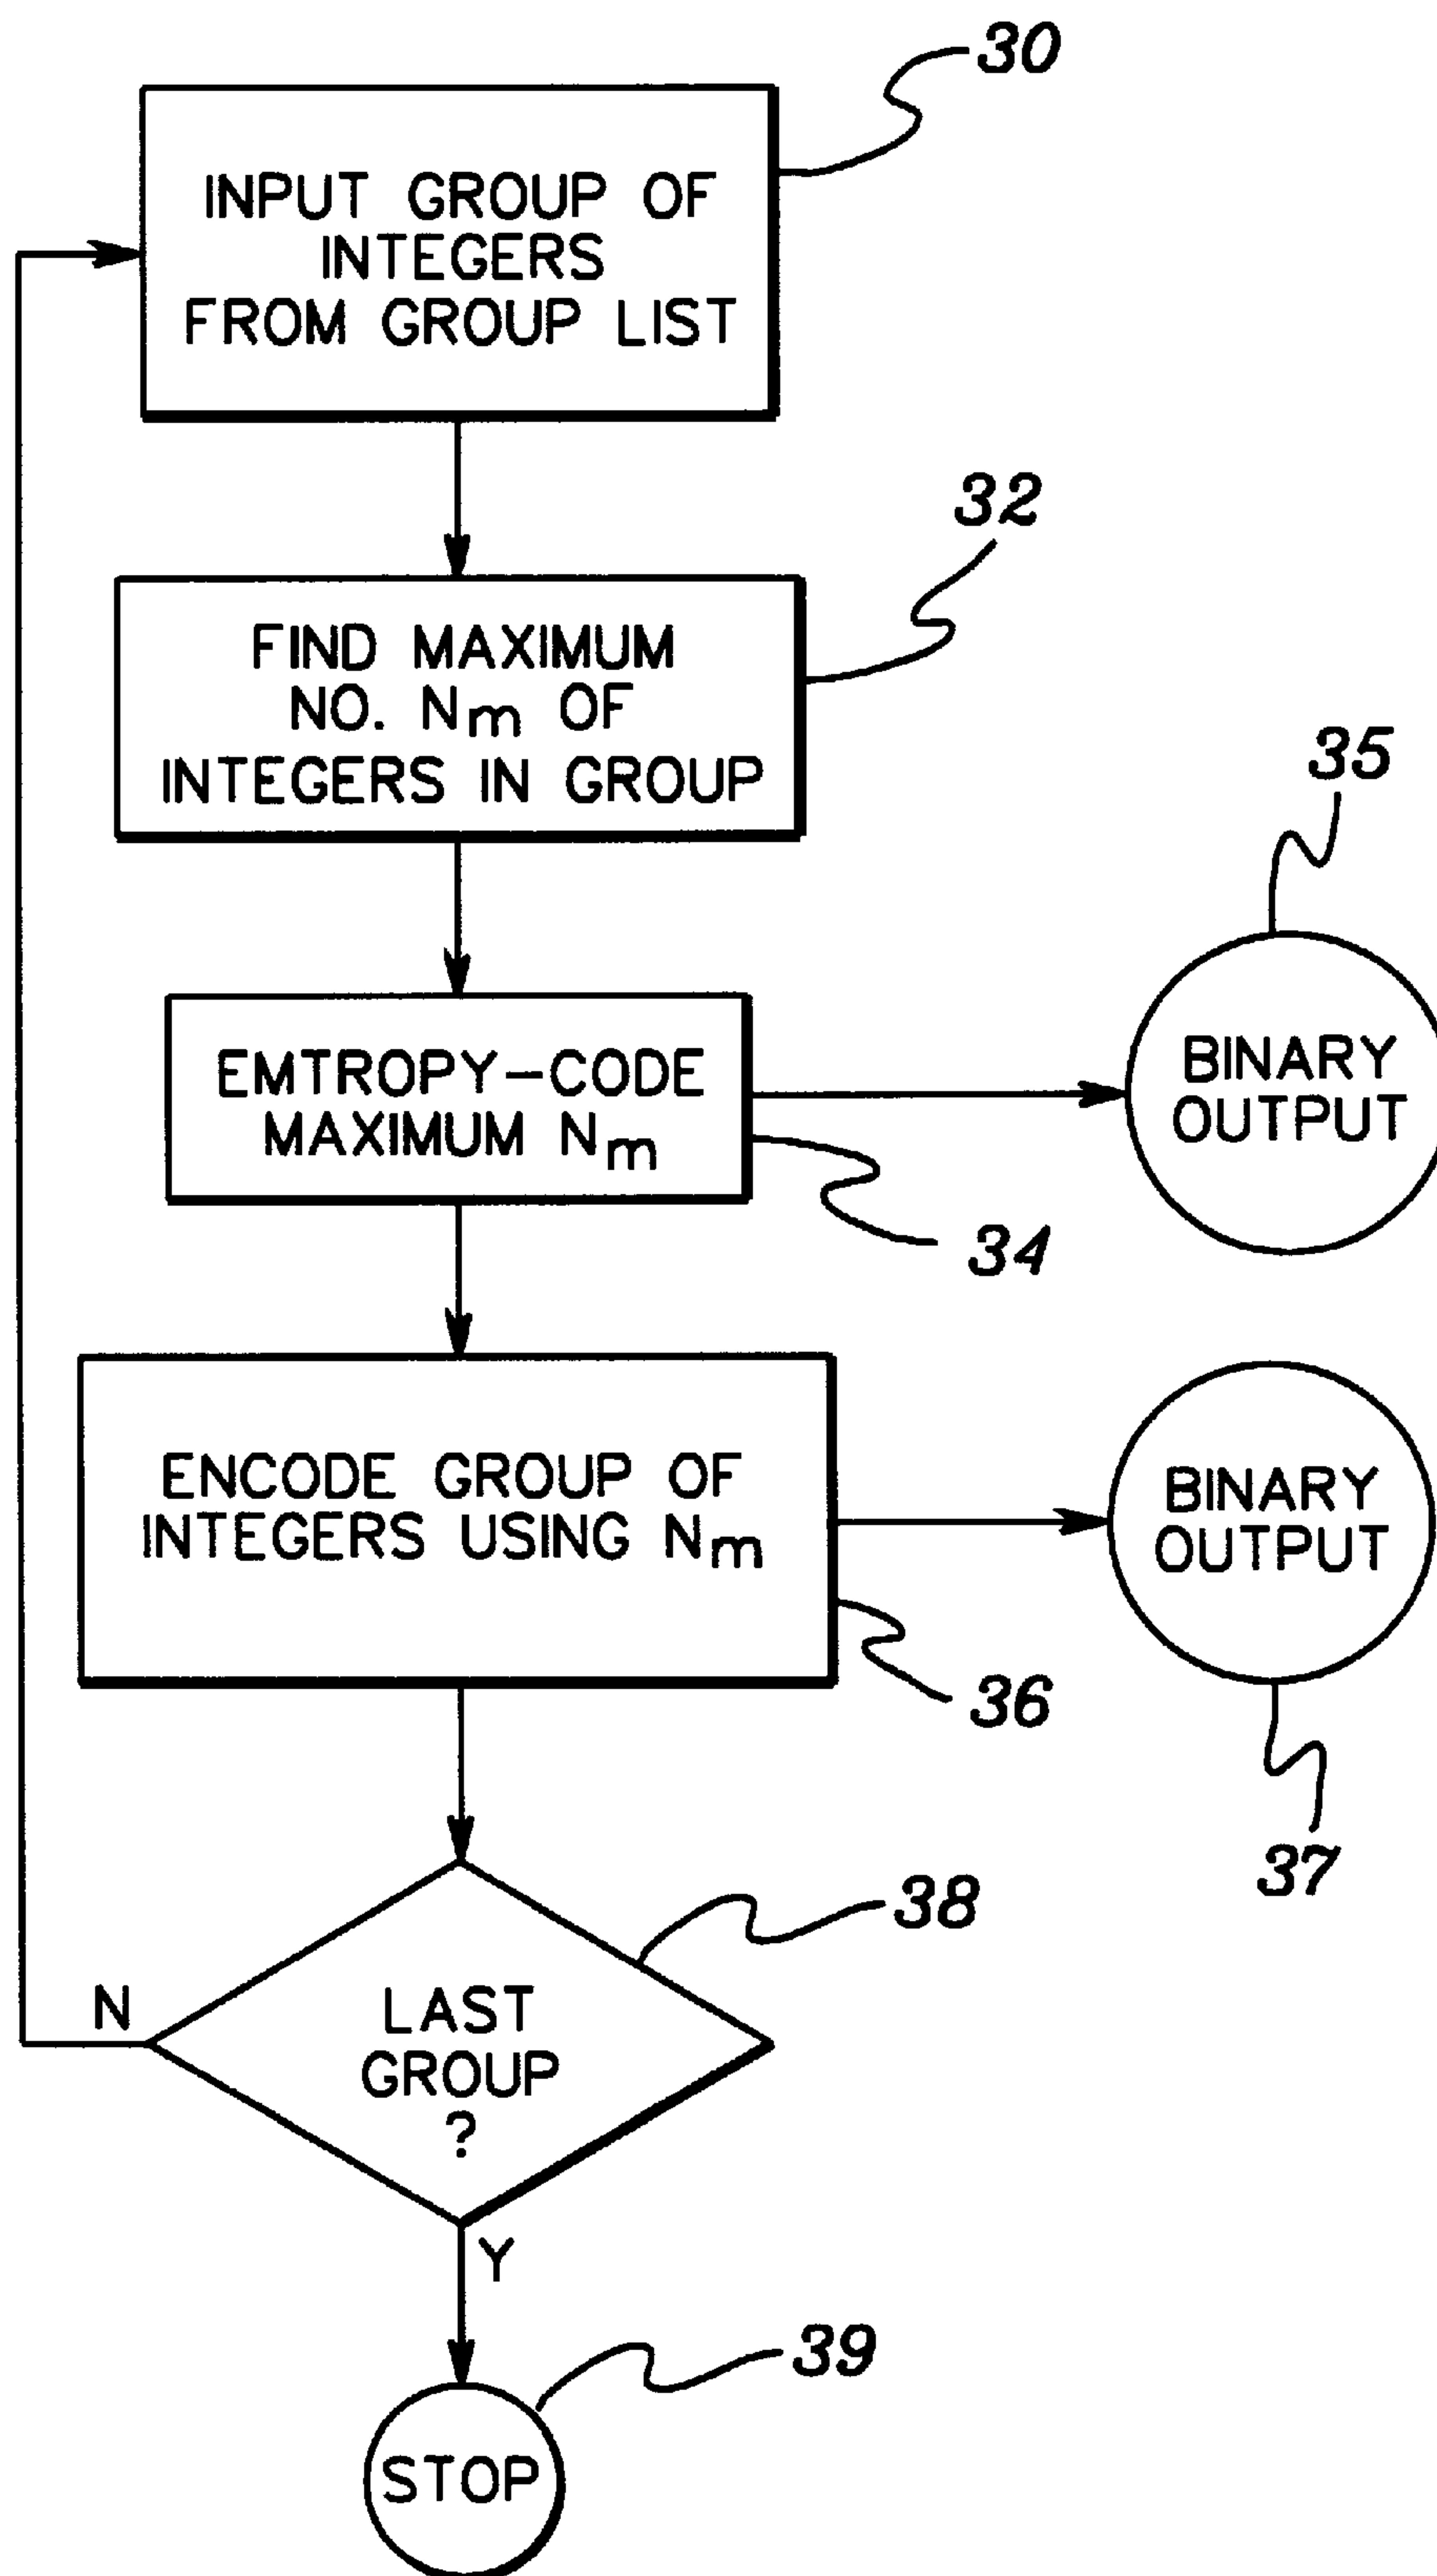 30
INPUT GROUP OF
INTEGERS
FROM GROUP LIST
32
FIND MAXIMUM
NO. Nm OF
INTEGERS IN GROUP
35
EMTROPY-CODE
MAXIMUM Nm
BINARY
OUTPUT
34
ENCODE GROUP OF
INTEGERS USING Nm
BINARY
OUTPUT
36
37
38
N
LAST
GROUP
?
Y
39
STOP